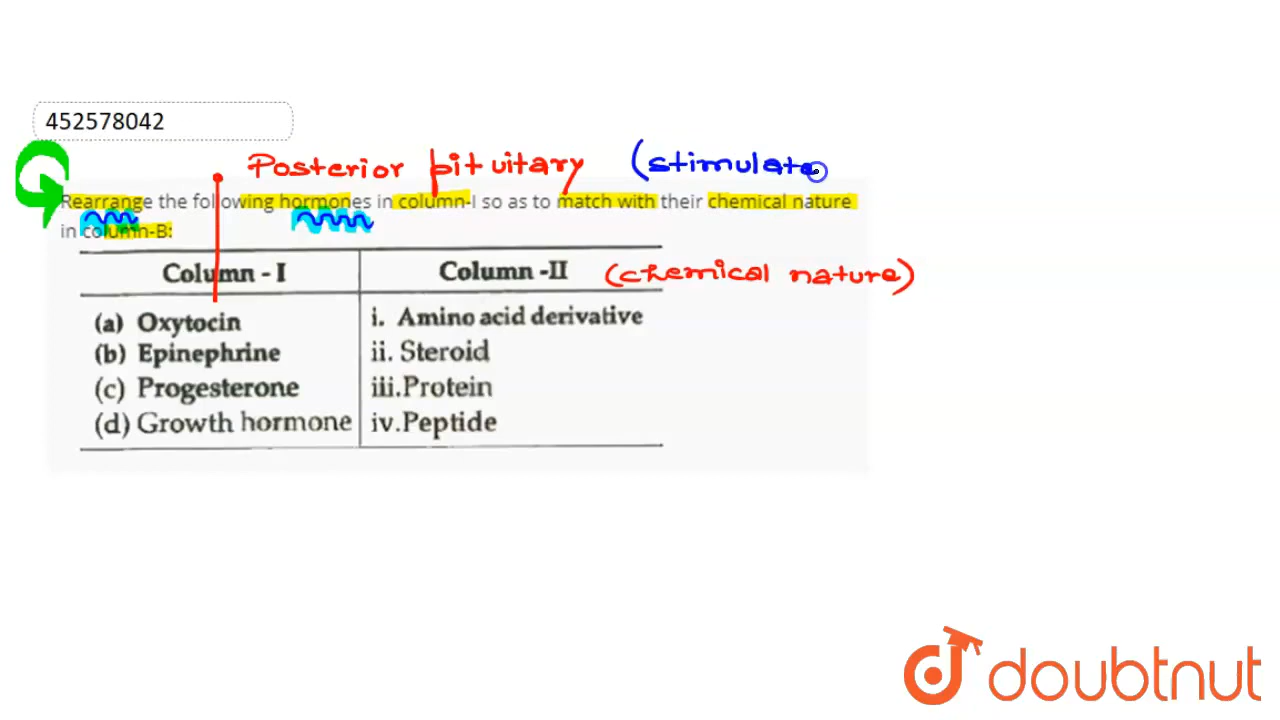 452578042
Posterior pituitary (stimulate
Rearrange the following hormones in column-I so as to match with their chemical nature
in column-B:
Column - I Column -II (chemical nature)
(a) Oxytocin i. Amino acid derivative
(b) Epinephrine ii. Steroid
(c) Progesterone iii.Protein
(d) Growth hormone iv.Peptide
doubtnut